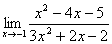 lim x→-1 (x² − 4x − 5)/(3x² + 2x − 2)